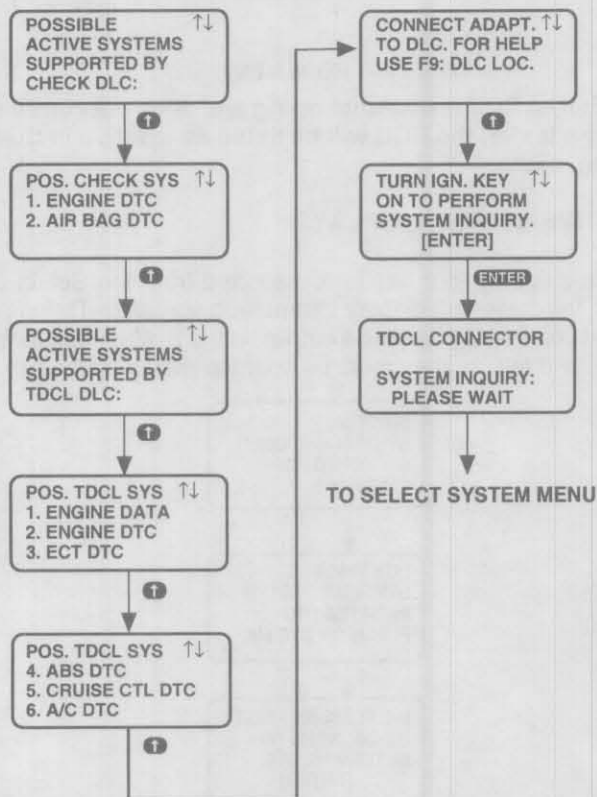 POSSIBLE ↑↓
ACTIVE SYSTEMS
SUPPORTED BY
CHECK DLC:
POS. CHECK SYS ↑↓
1. ENGINE DTC
2. AIR BAG DTC
POSSIBLE ↑↓
ACTIVE SYSTEMS
SUPPORTED BY
TDCL DLC:
POS. TDCL SYS ↑↓
1. ENGINE DATA
2. ENGINE DTC
3. ECT DTC
POS. TDCL SYS ↑↓
4. ABS DTC
5. CRUISE CTL DTC
6. A/C DTC
CONNECT ADAPT. ↑↓
TO DLC. FOR HELP
USE F9: DLC LOC.
TURN IGN. KEY ↑↓
ON TO PERFORM
SYSTEM INQUIRY.
[ENTER]
ENTER
TDCL CONNECTOR
SYSTEM INQUIRY:
PLEASE WAIT
TO SELECT SYSTEM MENU